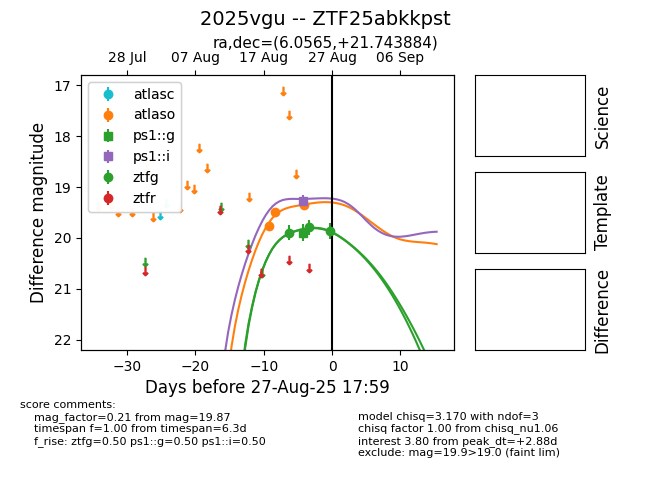 2025vgu -- ZTF25abkkpst
ra,dec=(6.0565,+21.743884)
28 Jul 07 Aug 17 Aug 27 Aug 06 Sep
17
18
19
20
21
22
Difference magnitude
atlasc
atlaso
ps1::g
ps1::i
ztfg
ztfr
−30 −20 −10 0 10
Days before 27-Aug-25 17:59
Science
Template
Difference
score comments:
mag_factor=0.21 from mag=19.87
timespan f=1.00 from timespan=6.3d
f_rise: ztfg=0.50 ps1::g=0.50 ps1::i=0.50
model chisq=3.170 with ndof=3
chisq factor 1.00 from chisq_nu1.06
interest 3.80 from peak_dt=+2.88d
exclude: mag=19.9>19.0 (faint lim)